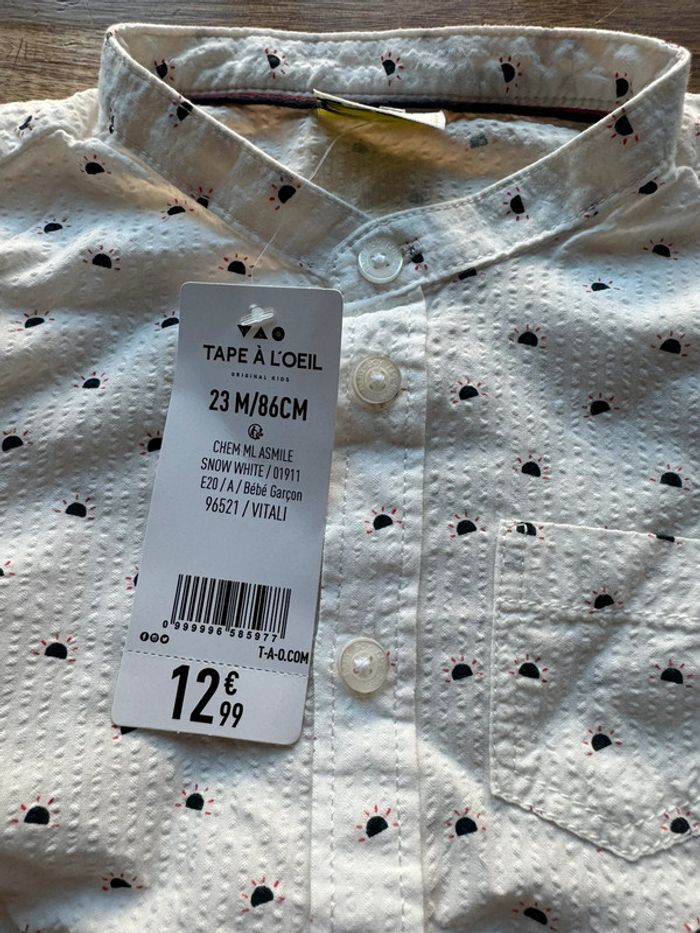 TAPE À L'OEIL
ORIGINAL KIDS
23 M/86CM
CHEM ML ASMILE
SNOW WHITE / 01911
E20 / A / Bébé Garçon
96521 / VITALI
0 999996 585977
T-A-O.COM
12€99